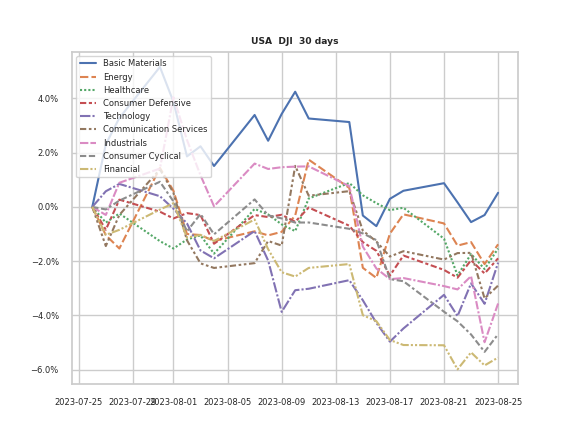 USA DJI 30 days
Basic Materials
Energy
Healthcare
Consumer Defensive
Technology
Communication Services
Industrials
Consumer Cyclical
Financial
4.0%
2.0%
0.0%
−2.0%
−4.0%
−6.0%
2023-07-25 2023-07-29 2023-08-01 2023-08-05 2023-08-09 2023-08-13 2023-08-17 2023-08-21 2023-08-25